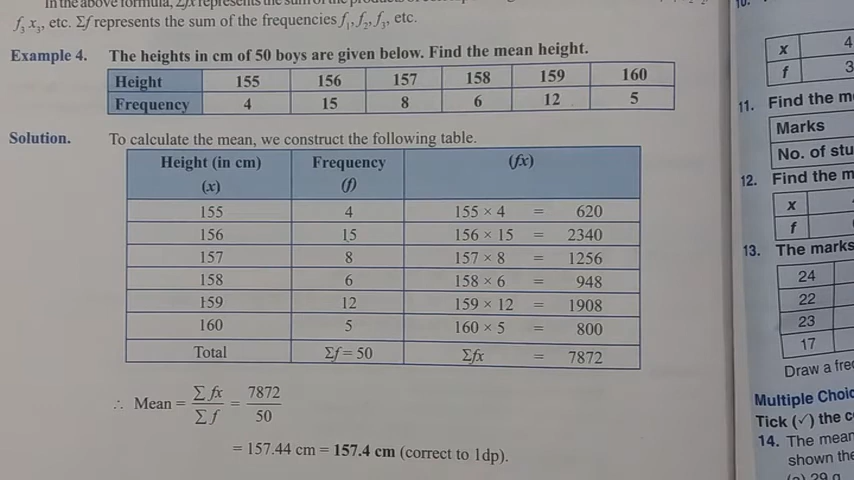 In the above formula, Σfx represents the sum of the products of
f₃ x₃, etc. Σf represents the sum of the frequencies f₁, f₂, f₃, etc.
Example 4. The heights in cm of 50 boys are given below. Find the mean height.
Height 155 156 157 158 159 160
Frequency 4 15 8 6 12 5
Solution. To calculate the mean, we construct the following table.
Height (in cm) Frequency (fx)
(x) (f)
155 4 155 × 4 = 620
156 15 156 × 15 = 2340
157 8 157 × 8 = 1256
158 6 158 × 6 = 948
159 12 159 × 12 = 1908
160 5 160 × 5 = 800
Total Σf = 50 Σfx = 7872
∴ Mean = Σ fx / Σ f = 7872 / 50
= 157.44 cm = 157.4 cm (correct to 1dp).
10.
x 4
f 3
11. Find the m
Marks
No. of stu
12. Find the m
x
f
13. The marks
24
22
23
17
Draw a fre
Multiple Choic
Tick (✓) the c
14. The mean
shown the
(a) 29 g